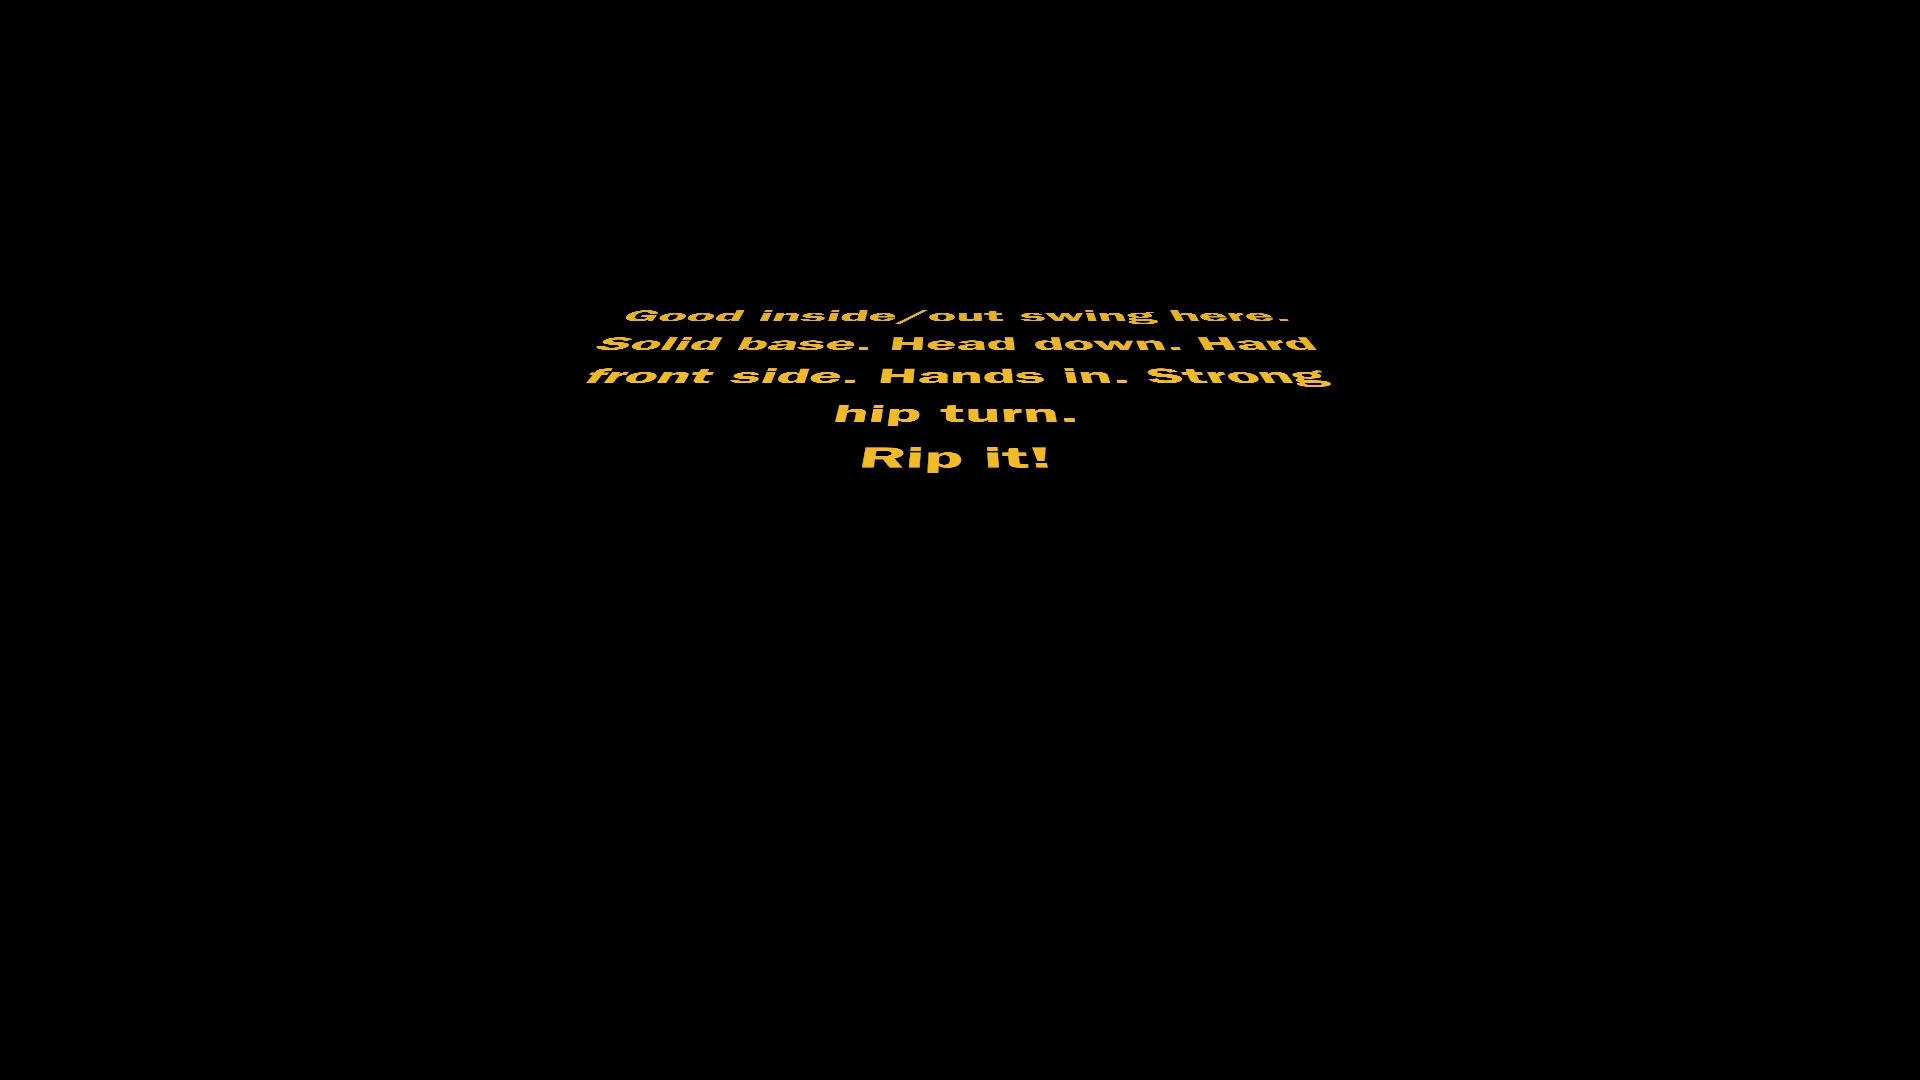 Good inside/out swing here.
Solid base. Head down. Hard
front side. Hands in. Strong
hip turn.
Rip it!